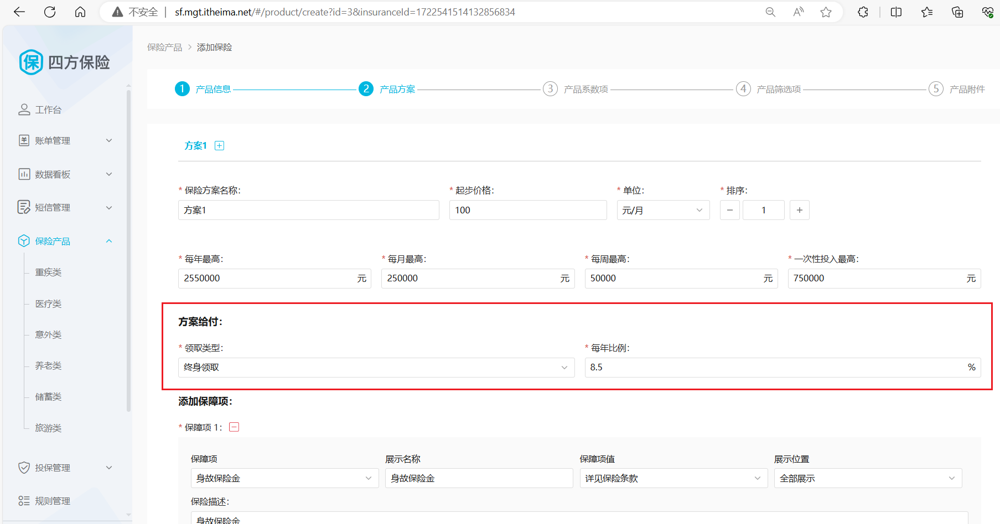 不安全 sf.mgt.itheima.net/#/product/create?id=3&insuranceId=1722541514132856834
保 四方保险
工作台
账单管理
数据看板
短信管理
保险产品
重疾类
医疗类
意外类
养老类
储蓄类
旅游类
投保管理
规则管理
保险产品 > 添加保险
1 产品信息 2 产品方案 3 产品系数项 4 产品筛选项 5 产品附件
方案1
* 保险方案名称: * 起步价格: * 单位: * 排序:
方案1 100 元/月 − 1 +
* 每年最高: * 每月最高: * 每周最高: * 一次性投入最高:
2550000 元 250000 元 50000 元 750000 元
方案给付:
* 领取类型: * 每年比例:
终身领取 8.5 %
添加保障项:
* 保障项 1:
保障项 展示名称 保障项值 展示位置
身故保险金 身故保险金 详见保险条款 全部展示
保险描述:
身故保险金